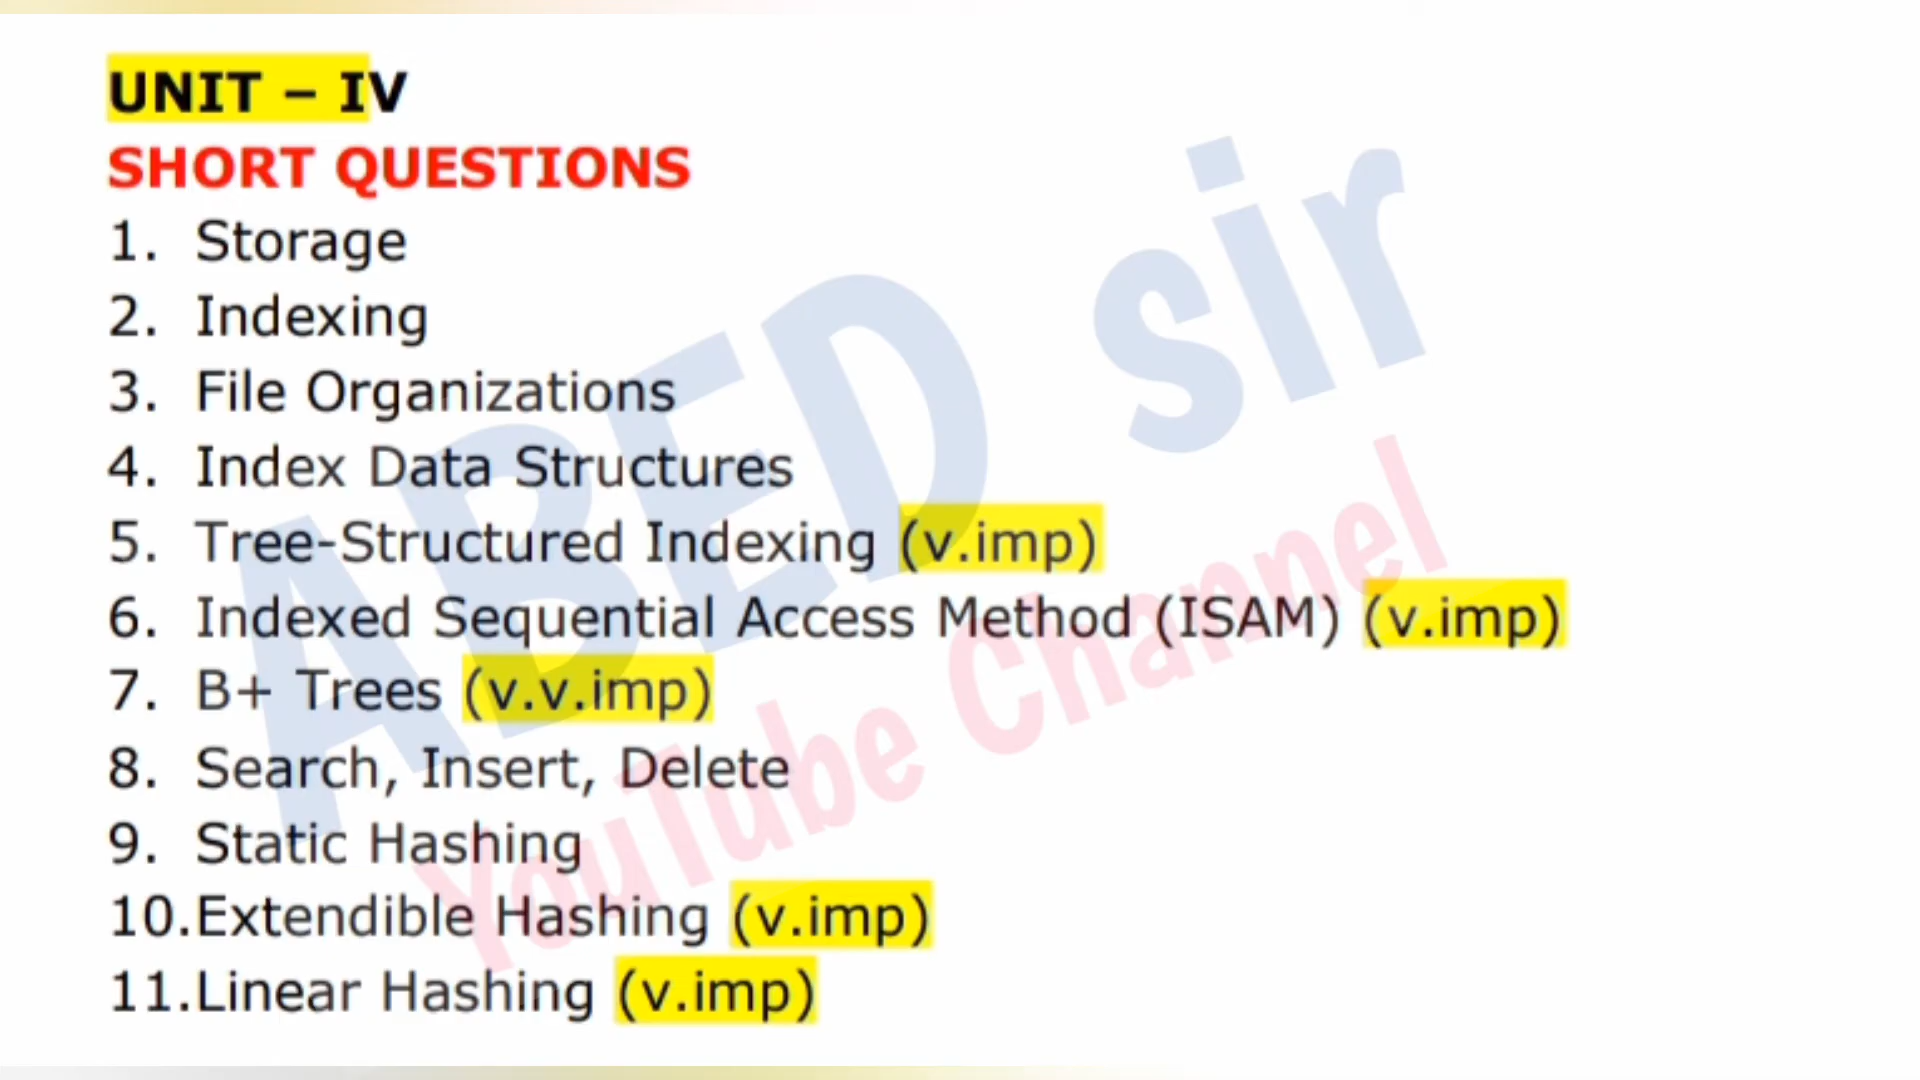 UNIT – IV
SHORT QUESTIONS
1. Storage
2. Indexing
3. File Organizations
4. Index Data Structures
5. Tree-Structured Indexing (v.imp)
6. Indexed Sequential Access Method (ISAM) (v.imp)
7. B+ Trees (v.v.imp)
8. Search, Insert, Delete
9. Static Hashing
10.Extendible Hashing (v.imp)
11.Linear Hashing (v.imp)
ABED sir
YouTube Channel